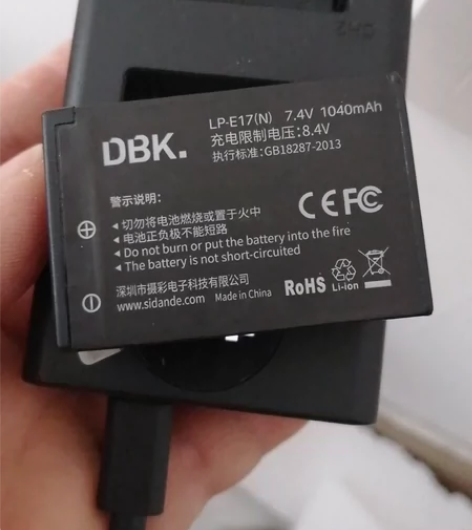 LP-E17(N) 7.4V 1040mAh
DBK.
充电限制电压:8.4V
执行标准:GB18287-2013
警示说明:
切勿将电池燃烧或置于火中
电池正负极不能短路
Do not burn or put the battery into the fire
The battery is not short-circuited
CE FC
深圳市摄彩电子科技有限公司
www.sidande.com Made in China
RoHS
Li-ion
CH2